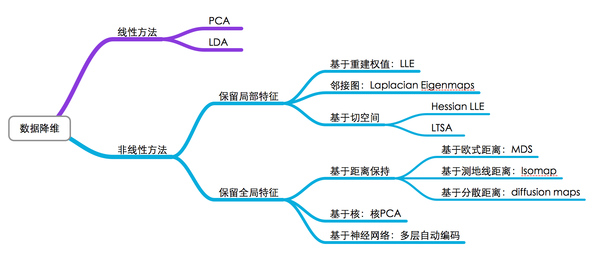 数据降维
线性方法
PCA
LDA
非线性方法
保留局部特征
基于重建权值：LLE
邻接图：Laplacian Eigenmaps
基于切空间
Hessian LLE
LTSA
保留全局特征
基于距离保持
基于欧式距离：MDS
基于测地线距离：Isomap
基于分散距离：diffusion maps
基于核：核PCA
基于神经网络：多层自动编码